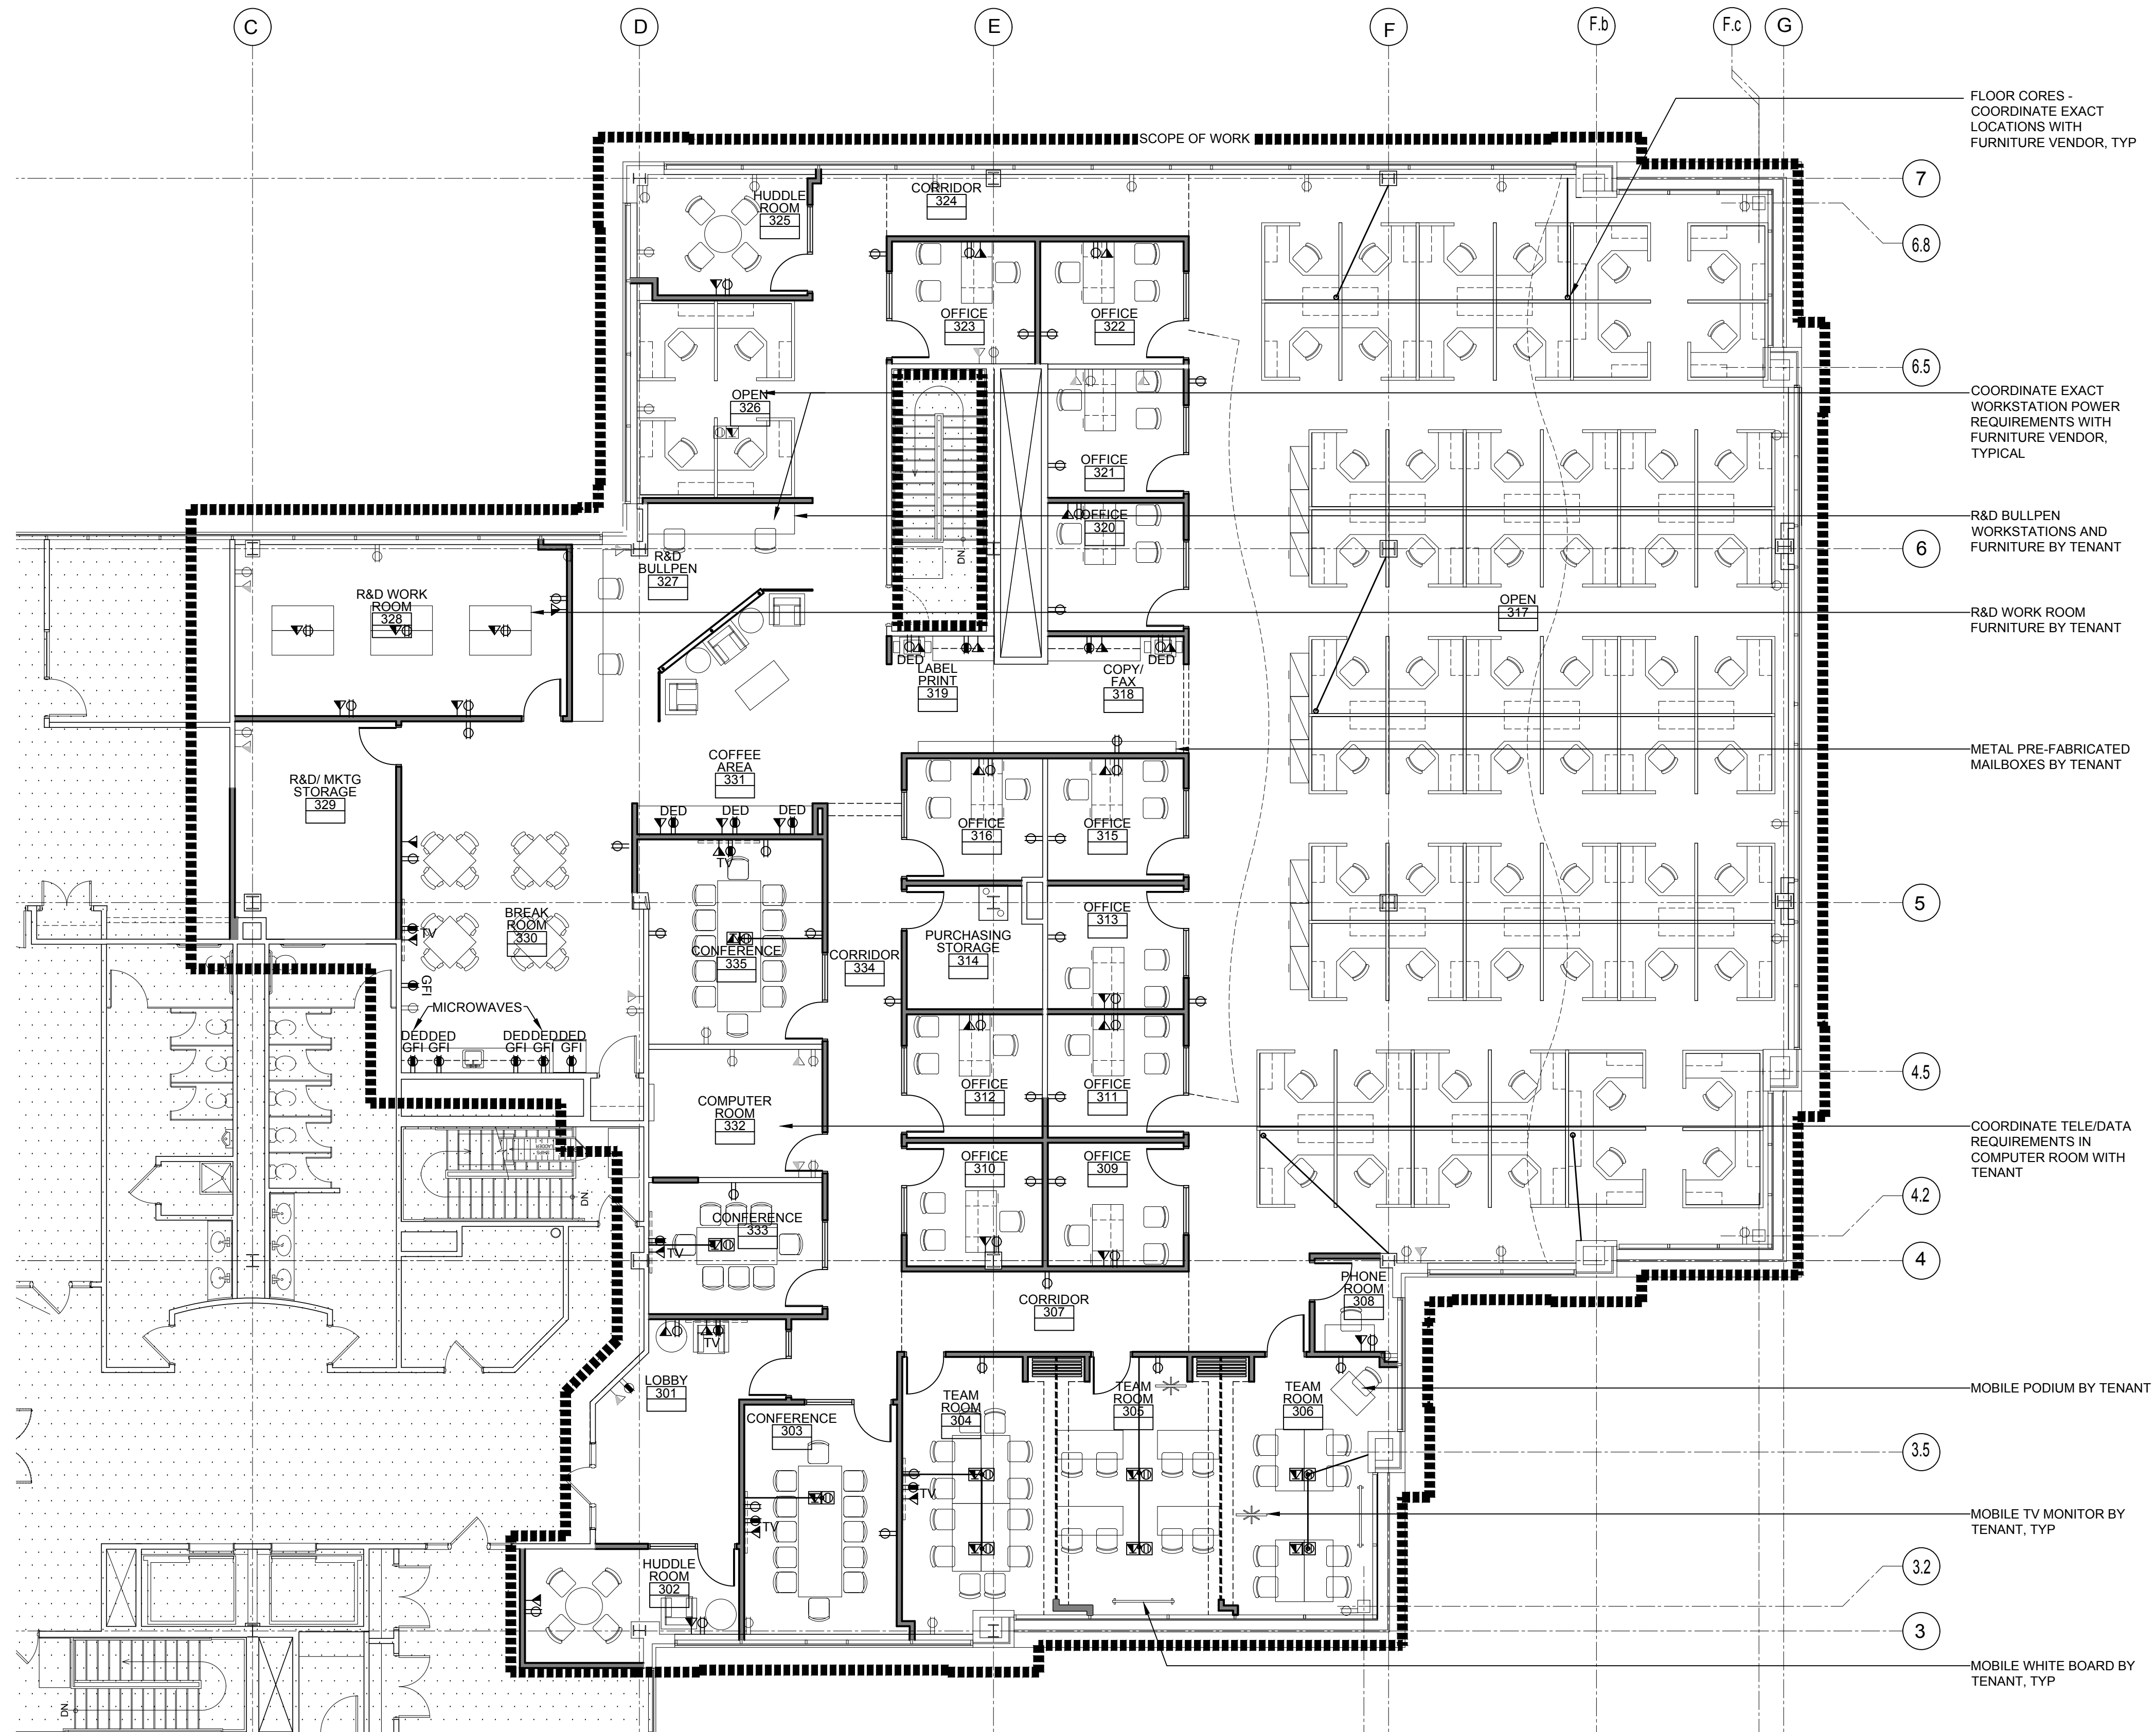 C
D
E
F
F.b
F.c
G
FLOOR CORES -
COORDINATE EXACT
LOCATIONS WITH
FURNITURE VENDOR, TYP
SCOPE OF WORK
7
HUDDLE
ROOM
325
CORRIDOR
324
6.8
OFFICE
323
OFFICE
322
6.5
OPEN
326
COORDINATE EXACT
WORKSTATION POWER
REQUIREMENTS WITH
FURNITURE VENDOR,
TYPICAL
OFFICE
321
OFFICE
320
R&D BULLPEN
WORKSTATIONS AND
FURNITURE BY TENANT
6
DN.
R&D
BULLPEN
327
R&D WORK
ROOM
328
OPEN
317
R&D WORK ROOM
FURNITURE BY TENANT
DED
LABEL
PRINT
319
COPY/
FAX
318
DED
METAL PRE-FABRICATED
MAILBOXES BY TENANT
COFFEE
AREA
331
R&D/ MKTG
STORAGE
329
DED
DED
DED
OFFICE
316
OFFICE
315
TV
5
BREAK
ROOM
330
TV
OFFICE
313
PURCHASING
STORAGE
314
CONFERENCE
335
CORRIDOR
334
GFI
MICROWAVES
DED
GFI
DED
GFI
DED
GFI
DED
GFI
DED
GFI
4.5
OFFICE
312
OFFICE
311
COMPUTER
ROOM
332
COORDINATE TELE/DATA
REQUIREMENTS IN
COMPUTER ROOM WITH
TENANT
SHIPS
LADDER
DN.
OFFICE
310
OFFICE
309
4.2
CONFERENCE
333
TV
4
PHONE
ROOM
308
CORRIDOR
307
TV
LOBBY
301
TEAM
ROOM
304
TEAM
ROOM
305
TEAM
ROOM
306
MOBILE PODIUM BY TENANT
CONFERENCE
303
3.5
TV
TV
MOBILE TV MONITOR BY
TENANT, TYP
HUDDLE
ROOM
302
3.2
3
MOBILE WHITE BOARD BY
TENANT, TYP
DN.